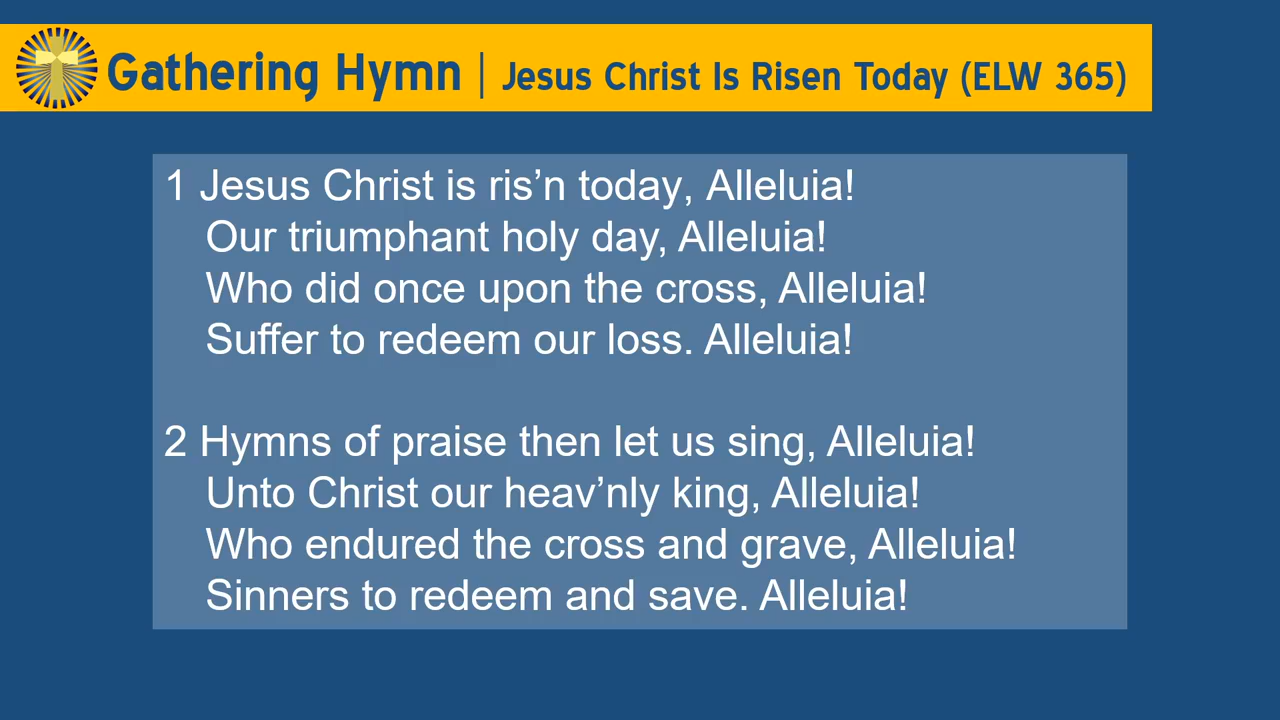 Gathering Hymn | Jesus Christ Is Risen Today (ELW 365)
1 Jesus Christ is ris’n today, Alleluia!
Our triumphant holy day, Alleluia!
Who did once upon the cross, Alleluia!
Suffer to redeem our loss. Alleluia!
2 Hymns of praise then let us sing, Alleluia!
Unto Christ our heav’nly king, Alleluia!
Who endured the cross and grave, Alleluia!
Sinners to redeem and save. Alleluia!